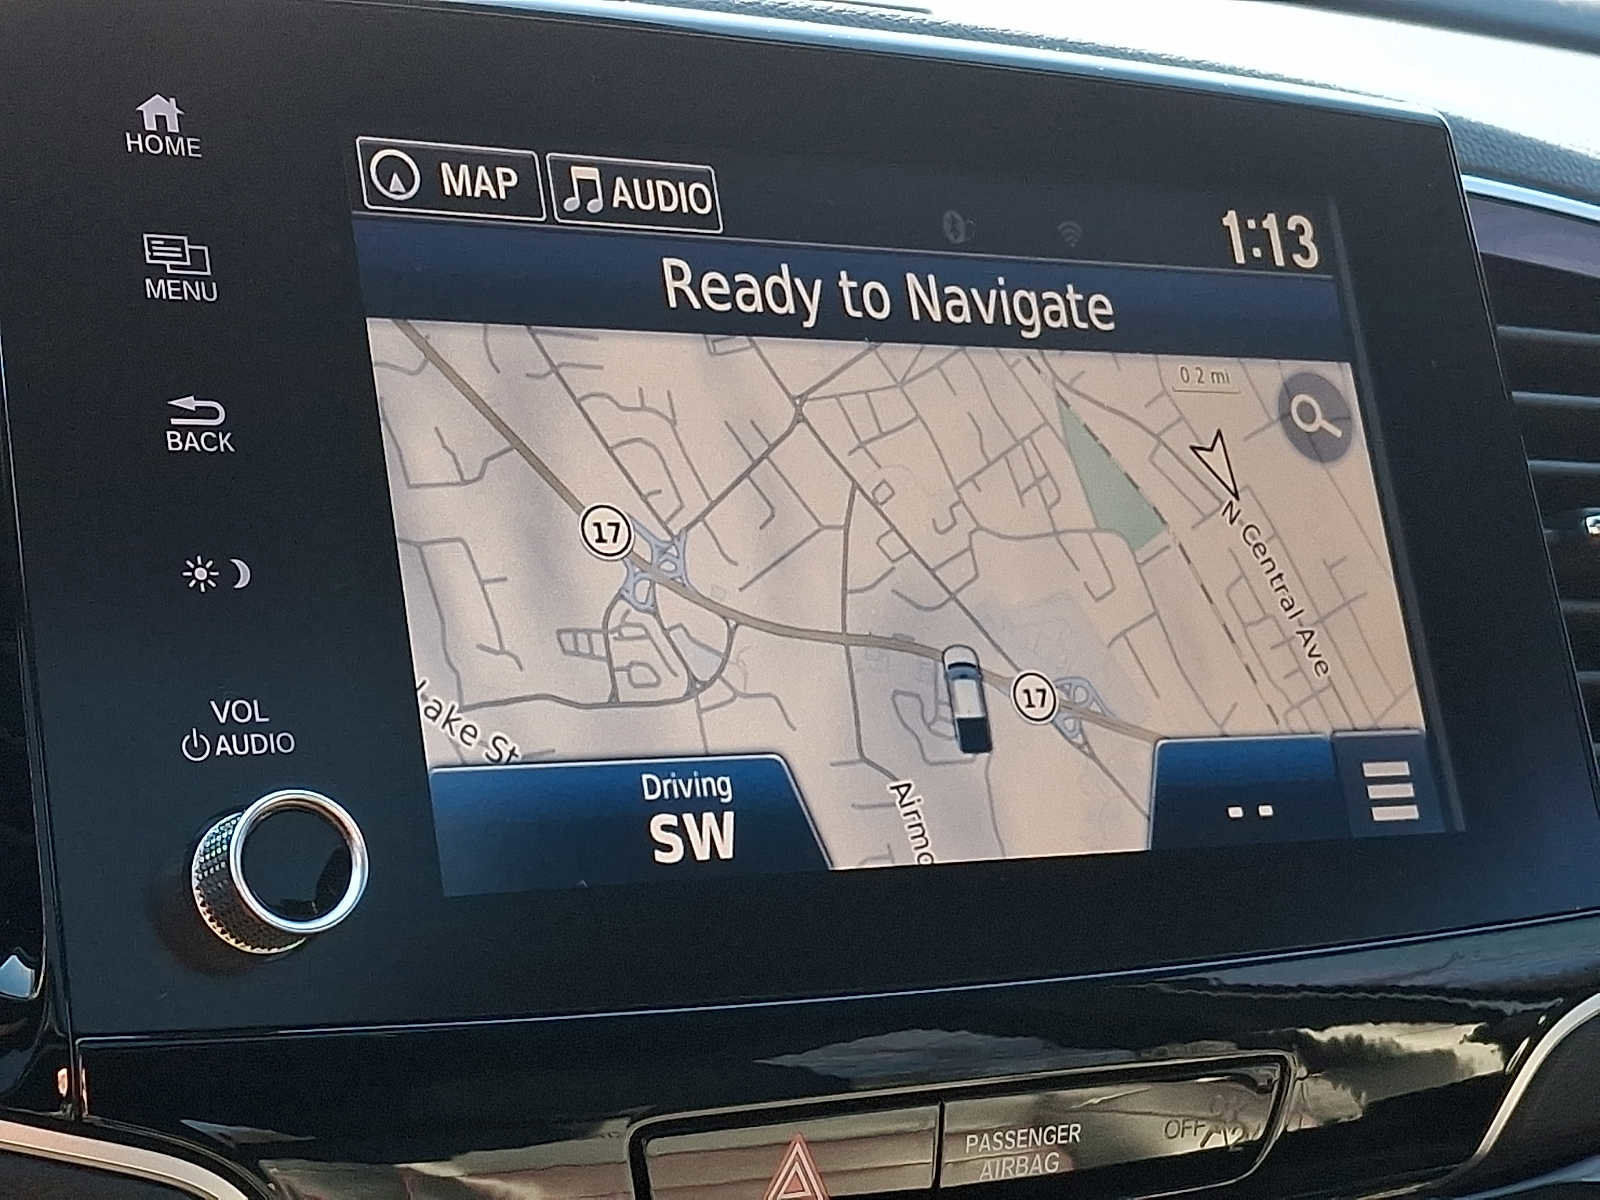 HOME
MENU
BACK
VOL
AUDIO
MAP
AUDIO
1:13
Ready to Navigate
0.2 mi
17
17
N Central Ave
Lake St
Airmo
Driving
SW
--
PASSENGER
AIRBAG
OFF